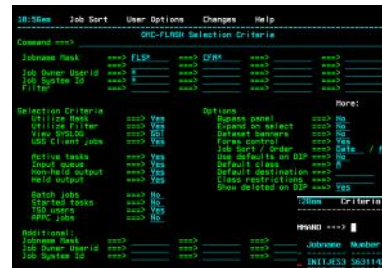 10:56am Job Sort User Options Changes Help
OMC-FLASH Selection Criteria
Command ===>
Jobname Mask ===> FLS* ===> CFM* ===> ===>
===> ===> ===> ===>
Job Owner Userid ===> * ===> ===> ===>
Job System Id ===> * ===> ===> ===>
Filter ===> ===> ===> ===>
More:
Selection Criteria Options
Utilize Mask ===> Yes Bypass panel ===> No
Utilize Filter ===> Yes Expand on select ===> No
View SYSLOG ===> Dataset banners ===> No
USS Client jobs ===> Yes Forms control ===> Yes
Job Sort / Order ===> Date /
Active tasks ===> Yes Use defaults on DIP ===> No
Input queue ===> Yes Default class ===> A
Non-held output ===> Yes Default destination ===>
Held output ===> Yes Class restrictions ===>
Show deleted on DIP ===> Yes
Batch jobs ===> No
Started tasks ===> No
TSO users ===> Yes
APPC jobs ===> No
Additional:
Jobname Mask ===> ===> ===>
Job Owner Userid ===> ===> ===>
Job System Id ===> ===> ===>
:20am Criteria
MMAND ===>
Jobname Number
INITJES3